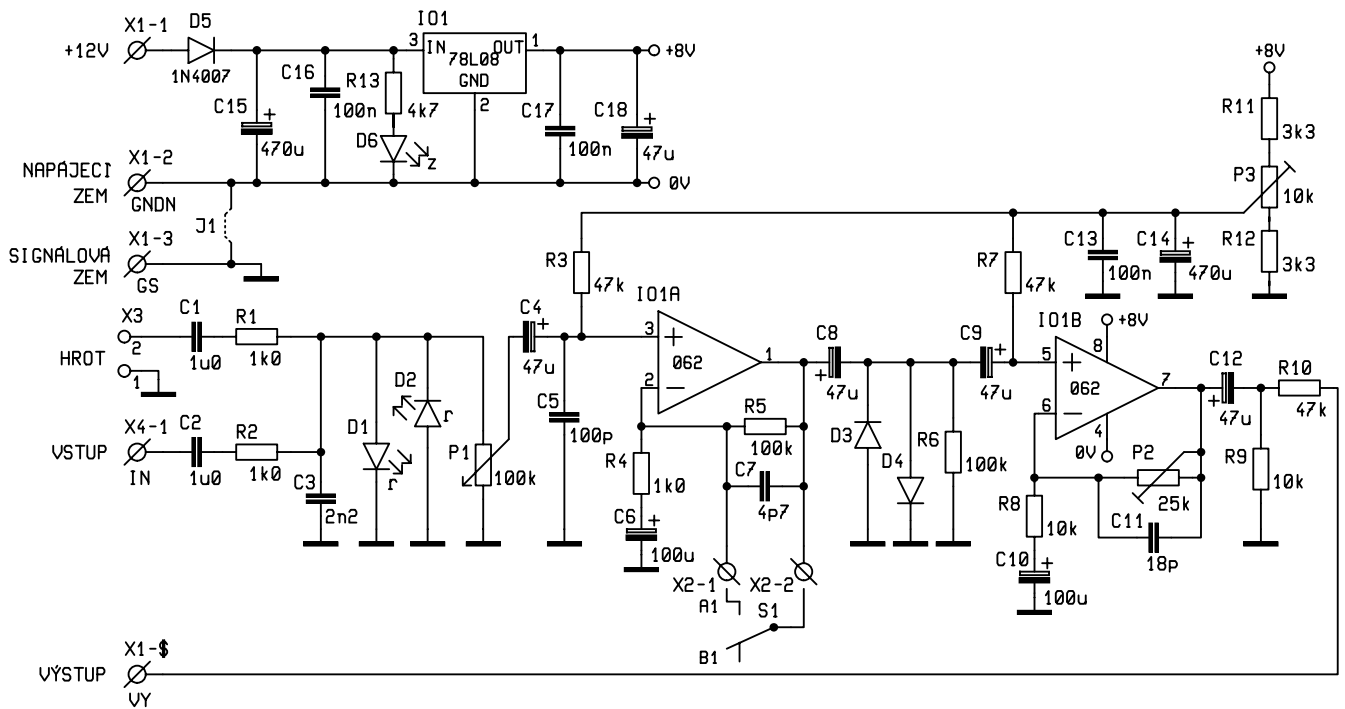 X1-1
+12V
D5
1N4007
IO1
3
IN
OUT
1
78L08
GND
2
+8V
C15
+
470u
C16
100n
R13
4k7
D6
z
C17
100n
C18
+
47u
0V
X1-2
NAPÁJECÍ
ZEM
GNDN
J1
X1-3
SIGNÁLOVÁ
ZEM
GS
+8V
R11
3k3
P3
10k
R12
3k3
R3
47k
R7
47k
C13
100n
C14
+
470u
X3
2
HROT
1
C1
1u0
R1
1k0
X4-1
VSTUP
IN
C2
1u0
R2
1k0
C3
2n2
D1
r
D2
r
P1
100k
C4
+
47u
C5
100p
IO1A
3
+
2
−
062
1
R4
1k0
C6
+
100u
R5
100k
C7
4p7
X2-1
A1
X2-2
S1
B1
C8
+
47u
D3
D4
R6
100k
C9
+
47u
IO1B
+8V
8
5
+
062
6
−
7
4
0V
R8
10k
C10
+
100u
P2
25k
C11
18p
C12
+
47u
R9
10k
R10
47k
X1-$
VÝSTUP
VY